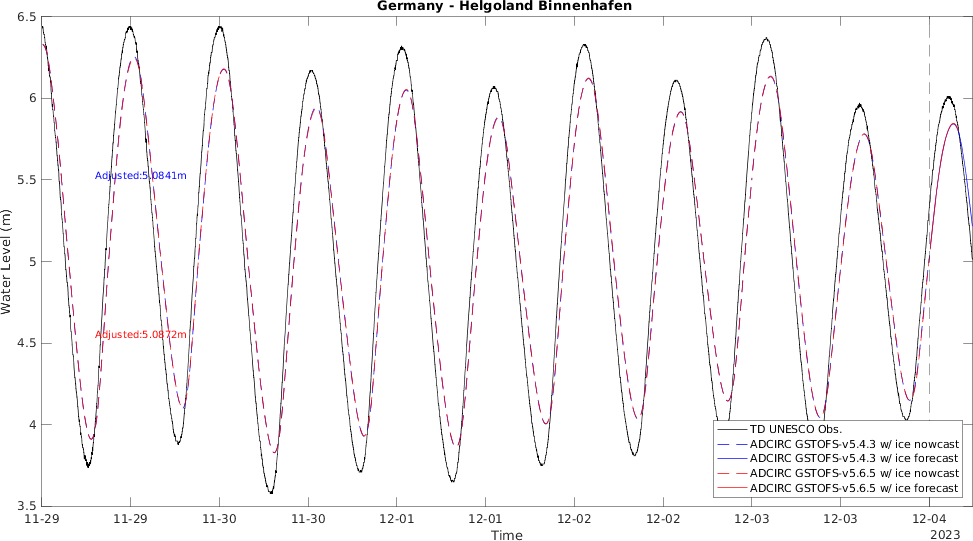 Germany - Helgoland Binnenhafen
6.5
6
5.5
5
4.5
4
3.5
Water Level (m)
Adjusted:5.0841m
Adjusted:5.0872m
TD UNESCO Obs.
ADCIRC GSTOFS-v5.4.3 w/ ice nowcast
ADCIRC GSTOFS-v5.4.3 w/ ice forecast
ADCIRC GSTOFS-v5.6.5 w/ ice nowcast
ADCIRC GSTOFS-v5.6.5 w/ ice forecast
11-29 11-29 11-30 11-30 12-01 12-01 12-02 12-02 12-03 12-03 12-04
2023
Time